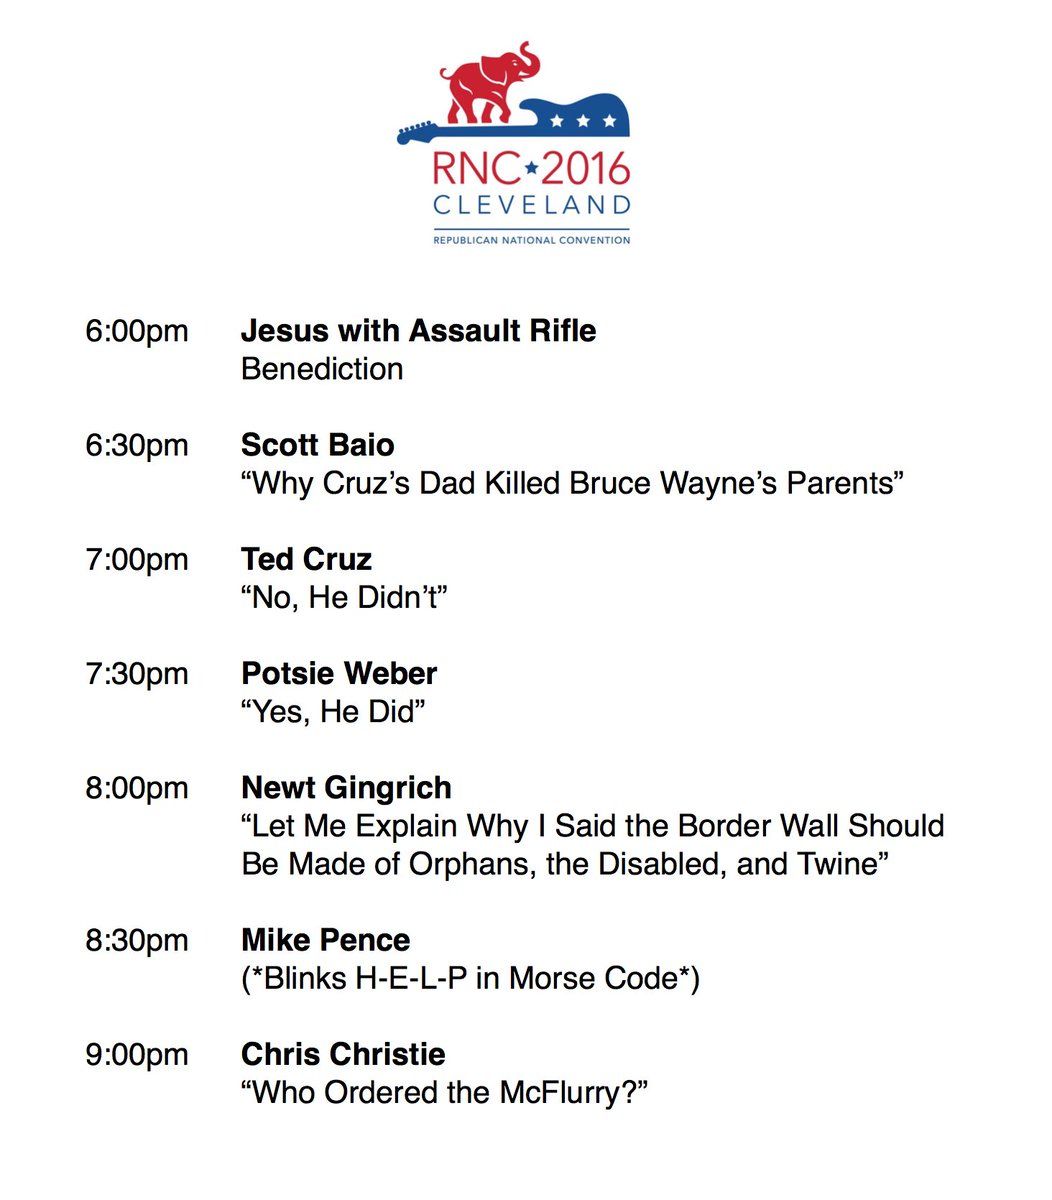 RNC★2016
CLEVELAND
REPUBLICAN NATIONAL CONVENTION
6:00pm Jesus with Assault Rifle
Benediction
6:30pm Scott Baio
“Why Cruz’s Dad Killed Bruce Wayne’s Parents”
7:00pm Ted Cruz
“No, He Didn’t”
7:30pm Potsie Weber
“Yes, He Did”
8:00pm Newt Gingrich
“Let Me Explain Why I Said the Border Wall Should
Be Made of Orphans, the Disabled, and Twine”
8:30pm Mike Pence
(*Blinks H-E-L-P in Morse Code*)
9:00pm Chris Christie
“Who Ordered the McFlurry?”